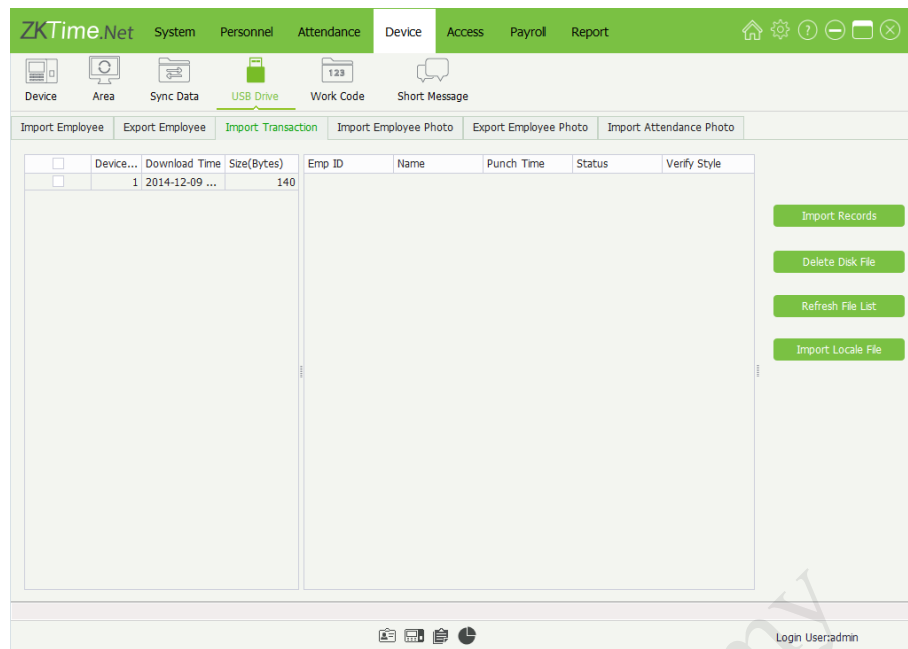 ZKTime.Net System Personnel Attendance Device Access Payroll Report
123
Device Area Sync Data USB Drive Work Code Short Message
Import Employee Export Employee Import Transaction Import Employee Photo Export Employee Photo Import Attendance Photo
Device... Download Time Size(Bytes) Emp ID Name Punch Time Status Verify Style
1 2014-12-09 ... 140
Import Records
Delete Disk File
Refresh File List
Import Locale File
my
Login User:admin